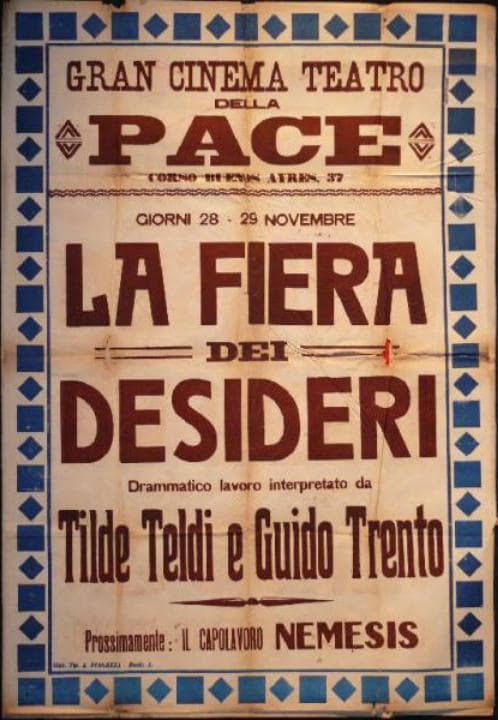 GRAN CINEMA TEATRO
DELLA
PACE
CORSO BUENOS AYRES, 37
GIORNI 28 - 29 NOVEMBRE
LA FIERA
DEI
DESIDERI
Drammatico lavoro interpretato da
Tilde Teldi e Guido Trento
Prossimamente: IL CAPOLAVORO NEMESIS